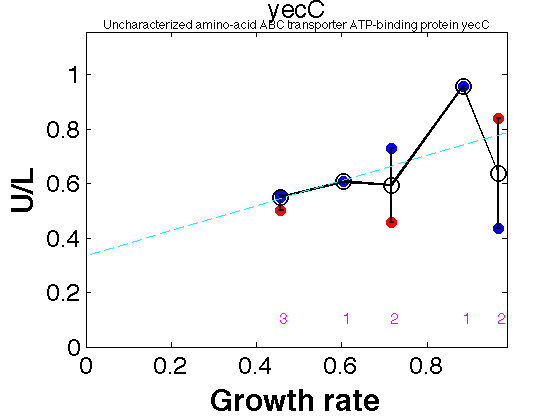 yecC
Uncharacterized amino-acid ABC transporter ATP-binding protein yecC
U/L
1
0.8
0.6
0.4
0.2
0
3 1 2 1 2
0 0.2 0.4 0.6 0.8
Growth rate